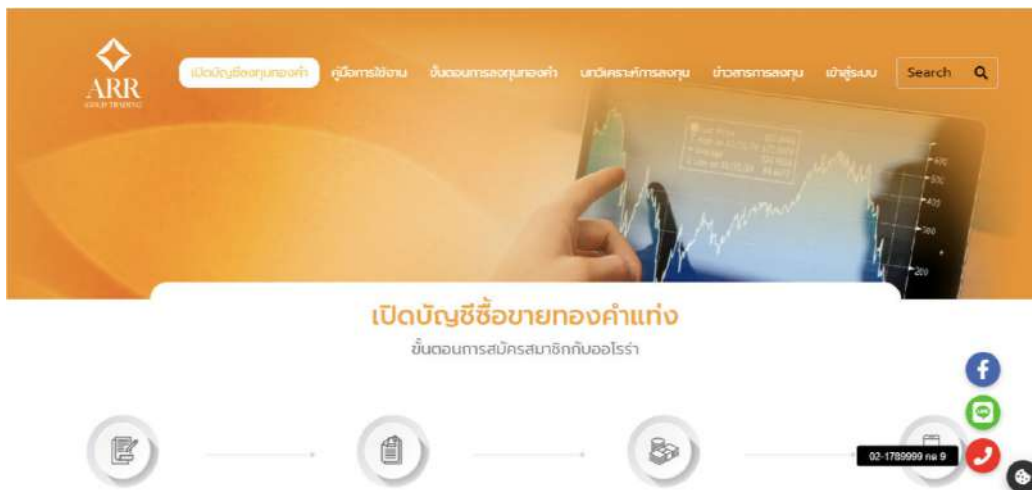 ARR
GOLD TRADING
เปิดบัญชีลงทุนทองคำ คู่มือการใช้งาน ขั้นตอนการลงทุนทองคำ บทวิเคราะห์การลงทุน ข่าวสารการลงทุน เข้าสู่ระบบ Search
เปิดบัญชีซื้อขายทองคำแท่ง
ขั้นตอนการสมัครสมาชิกกับออโรร่า
02-1789999 กด 9